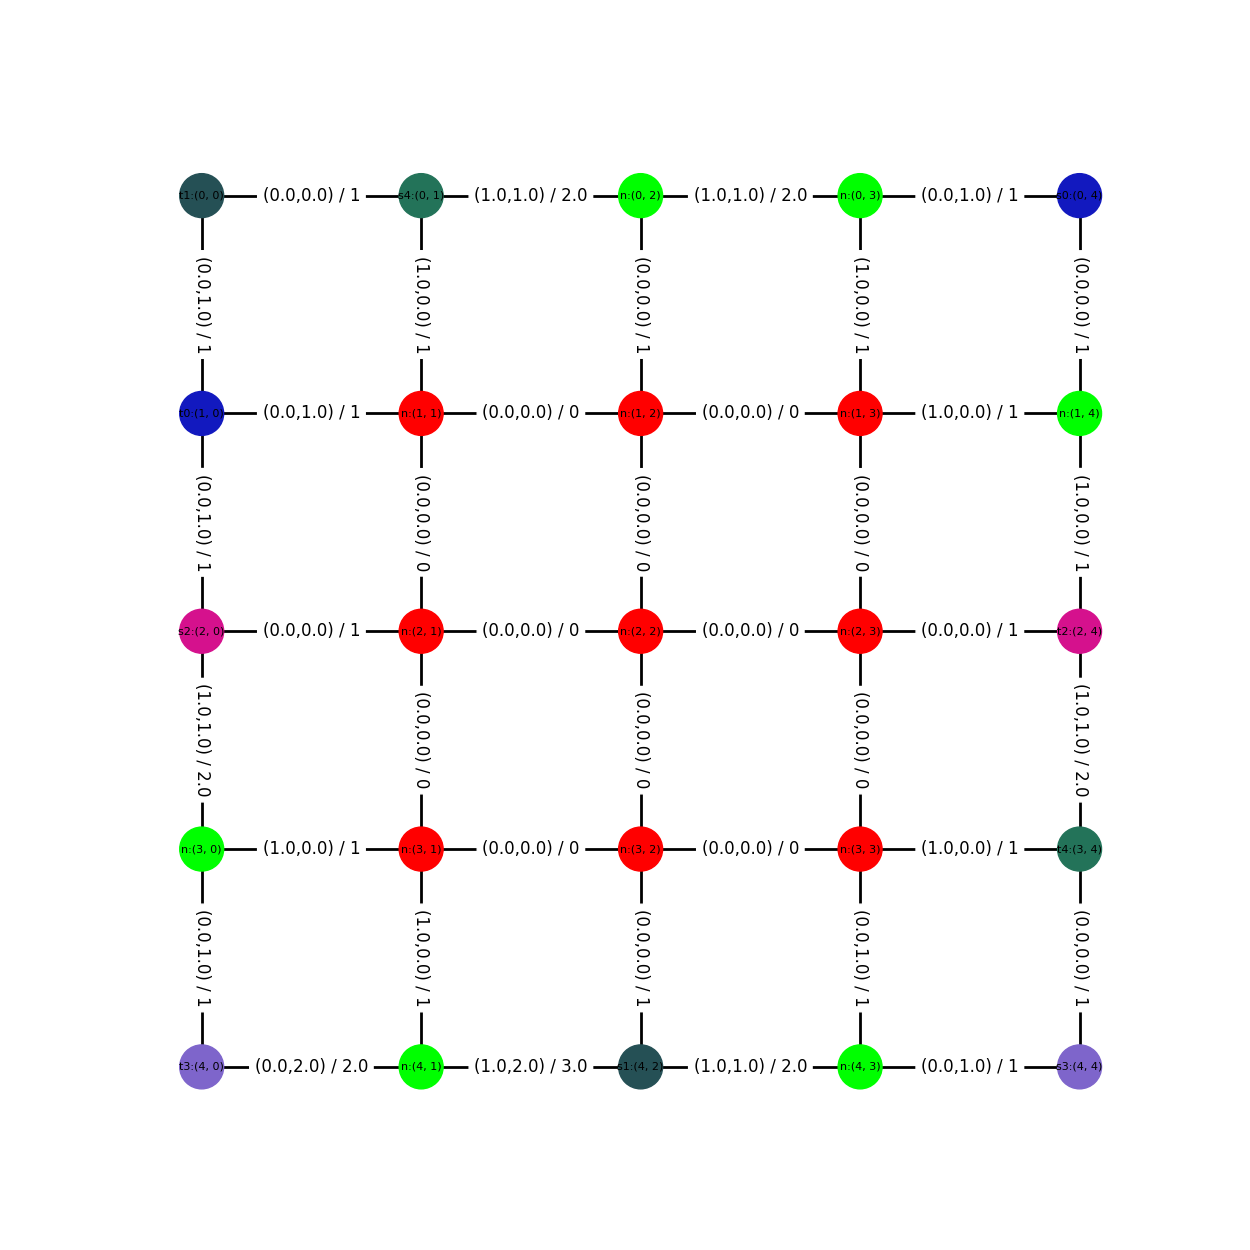 t1:(0, 0) (0.0,0.0) / 1 s4:(0, 1) (1.0,1.0) / 2.0 n:(0, 2) (1.0,1.0) / 2.0 n:(0, 3) (0.0,1.0) / 1 s0:(0, 4)
(0.0,1.0) / 1 (1.0,0.0) / 1 (0.0,0.0) / 1 (1.0,0.0) / 1 (0.0,0.0) / 1
t0:(1, 0) (0.0,1.0) / 1 n:(1, 1) (0.0,0.0) / 0 n:(1, 2) (0.0,0.0) / 0 n:(1, 3) (1.0,0.0) / 1 n:(1, 4)
(0.0,1.0) / 1 (0.0,0.0) / 0 (0.0,0.0) / 0 (0.0,0.0) / 0 (1.0,0.0) / 1
s2:(2, 0) (0.0,0.0) / 1 n:(2, 1) (0.0,0.0) / 0 n:(2, 2) (0.0,0.0) / 0 n:(2, 3) (0.0,0.0) / 1 t2:(2, 4)
(1.0,1.0) / 2.0 (0.0,0.0) / 0 (0.0,0.0) / 0 (0.0,0.0) / 0 (1.0,1.0) / 2.0
n:(3, 0) (1.0,0.0) / 1 n:(3, 1) (0.0,0.0) / 0 n:(3, 2) (0.0,0.0) / 0 n:(3, 3) (1.0,0.0) / 1 t4:(3, 4)
(0.0,1.0) / 1 (1.0,0.0) / 1 (0.0,0.0) / 1 (0.0,1.0) / 1 (0.0,0.0) / 1
t3:(4, 0) (0.0,2.0) / 2.0 n:(4, 1) (1.0,2.0) / 3.0 s1:(4, 2) (1.0,1.0) / 2.0 n:(4, 3) (0.0,1.0) / 1 s3:(4, 4)